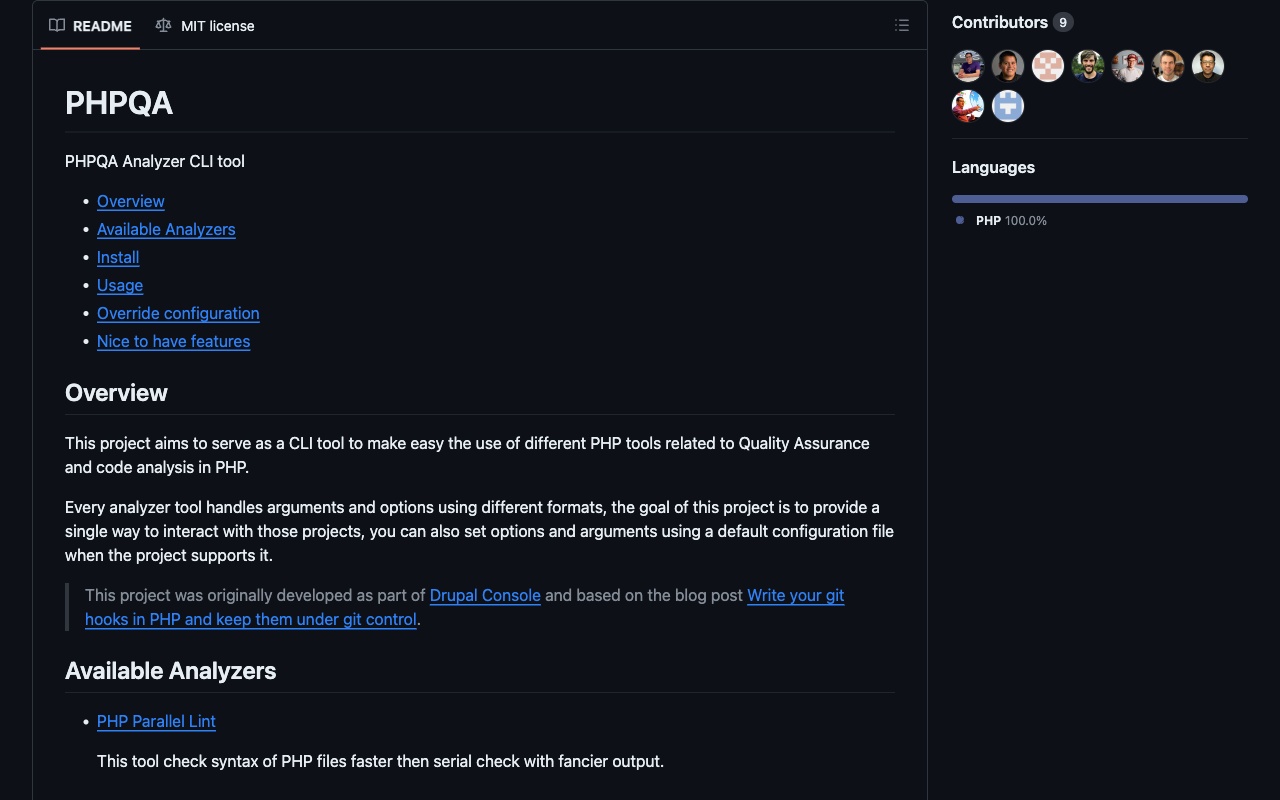 README
MIT license
PHPQA
PHPQA Analyzer CLI tool
Overview
Available Analyzers
Install
Usage
Override configuration
Nice to have features
Overview
This project aims to serve as a CLI tool to make easy the use of different PHP tools related to Quality Assurance
and code analysis in PHP.
Every analyzer tool handles arguments and options using different formats, the goal of this project is to provide a
single way to interact with those projects, you can also set options and arguments using a default configuration file
when the project supports it.
This project was originally developed as part of Drupal Console and based on the blog post Write your git
hooks in PHP and keep them under git control.
Available Analyzers
PHP Parallel Lint
This tool check syntax of PHP files faster then serial check with fancier output.
Contributors 9
Languages
PHP 100.0%